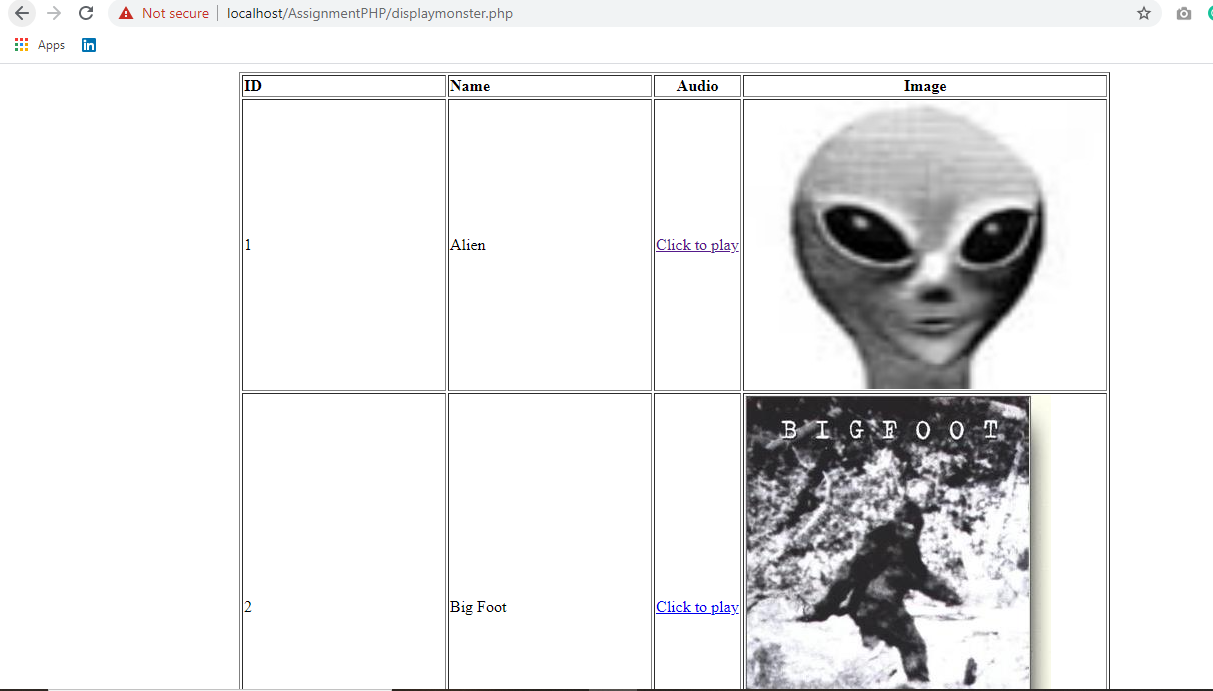 Not secure localhost/AssignmentPHP/displaymonster.php
Apps in
ID Name Audio Image
1 Alien Click to play
BIGFOOT
2 Big Foot Click to play